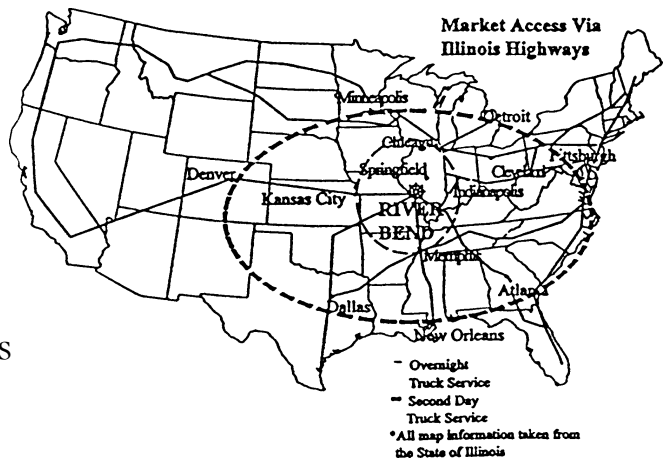 Market Access Via
Illinois Highways
Minneapolis
Detroit
Chicago
Pittsburgh
Cleveland
Springfield
Denver
Indianapolis
Kansas City
RIVER
BEND
Memphis
Atlanta
Dallas
New Orleans
S
- Overnight
Truck Service
- Second Day
Truck Service
*All map information taken from
the State of Illinois